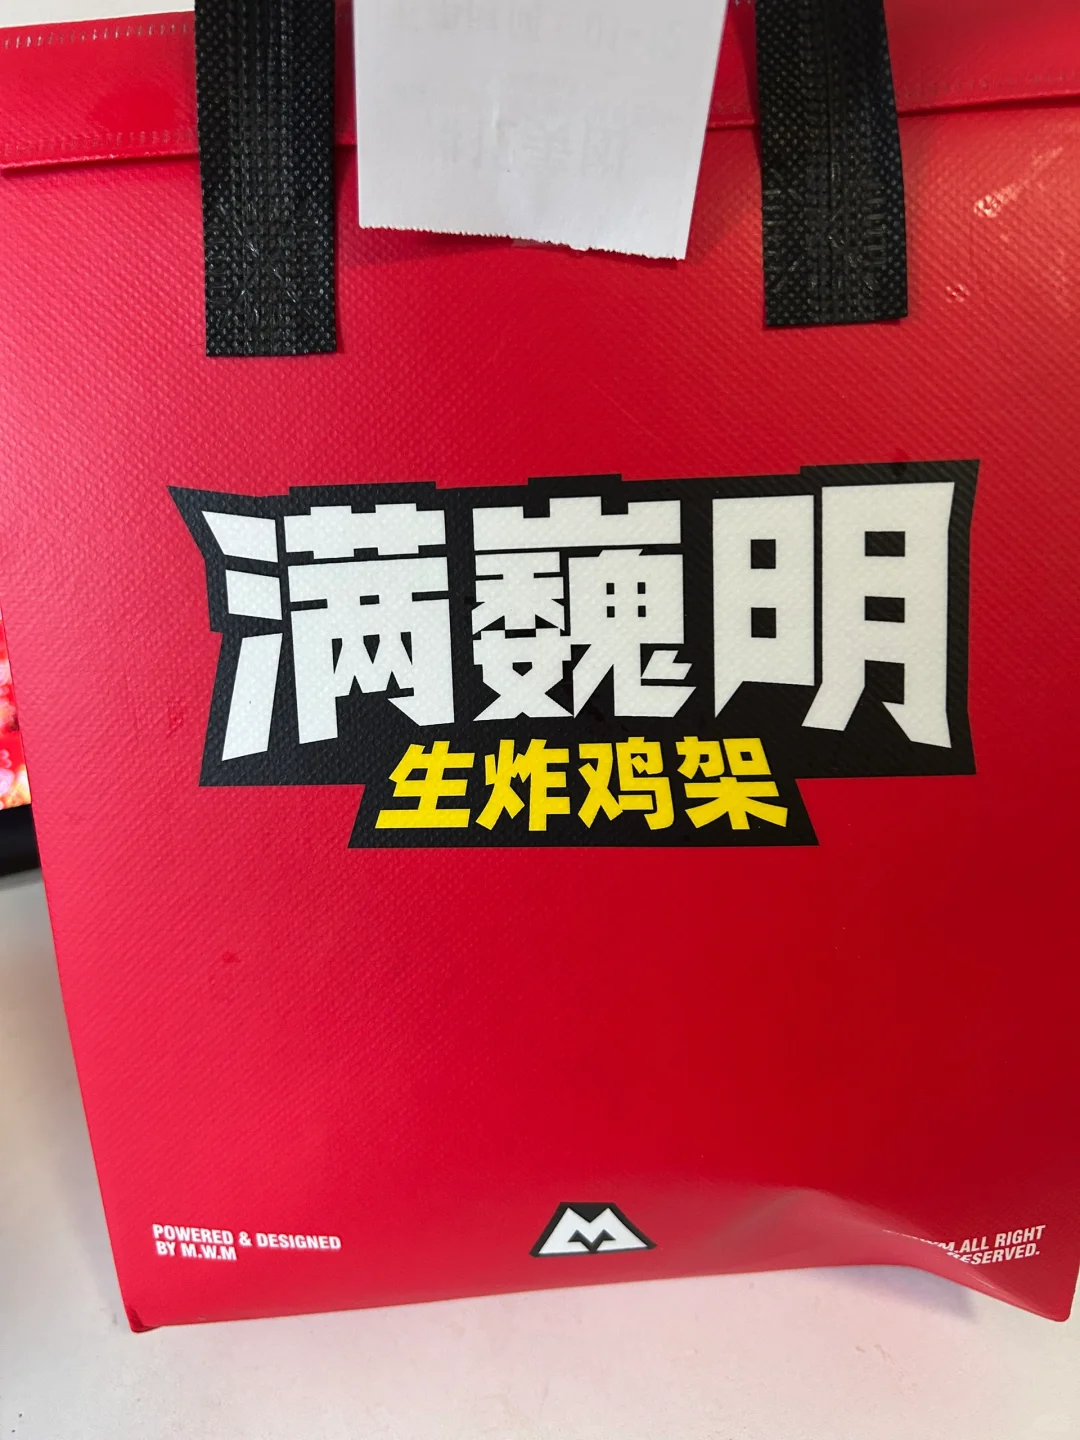 满巍明
生炸鸡架
POWERED & DESIGNED
BY M.W.M
ALL RIGHT
RESERVED.